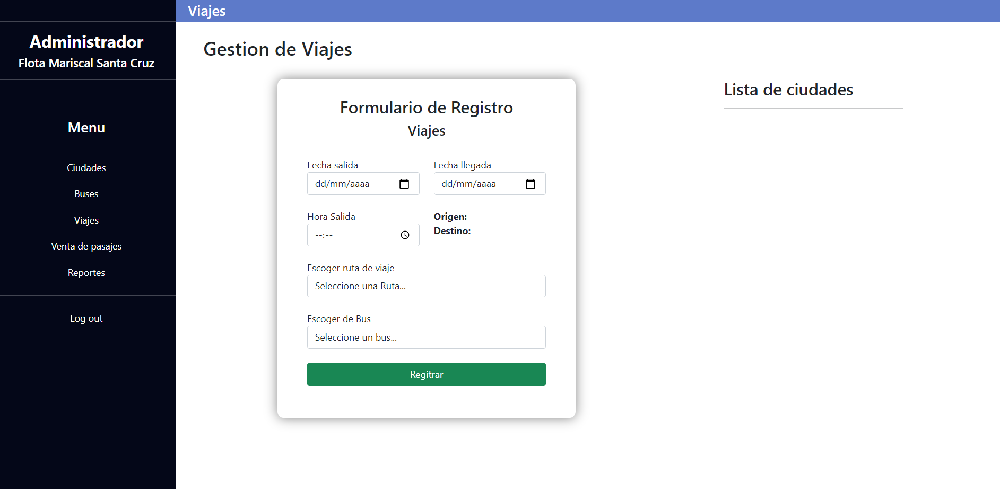 Viajes
Administrador
Flota Mariscal Santa Cruz
Menu
Ciudades
Buses
Viajes
Venta de pasajes
Reportes
Log out
Gestion de Viajes
Formulario de Registro
Viajes
Fecha salida
Fecha llegada
dd/mm/aaaa
dd/mm/aaaa
Hora Salida
--:--
Origen:
Destino:
Escoger ruta de viaje
Seleccione una Ruta...
Escoger de Bus
Seleccione un bus...
Regitrar
Lista de ciudades